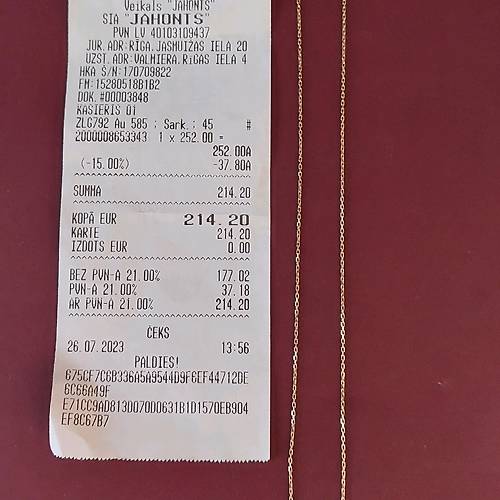 Veikals "JAHONTS"
SIA "JAHONTS"
PVN LV 40103109437
JUR.ADR:RĪGA.JASMUIŽAS IELA 20
UZST.ADR:VALMIERA.RīGAS IELA 4
HKA S/N:170709822
FM:15280518B1B2
DOK.#00003848
KASIERIS 01
ZLG792 Au 585 ; Sark.: 45 #
2000008653343 1 x 252.00 =
252.00A
(-15.00%) -37.80A
SUMMA 214.20
KOPĀ EUR 214.20
KARTE 214.20
IZDOTS EUR 0.00
BEZ PVN-A 21.00% 177.02
PVN-A 21.00% 37.18
AR PVN-A 21.00% 214.20
ČEKS
26.07.2023 13:56
PALDIES!
675CF7C6B336A5A9544D9F6EF44712DE
6C66A49F
E71CC9AD813D070D0631B1D1570EB904
EF8C67B7